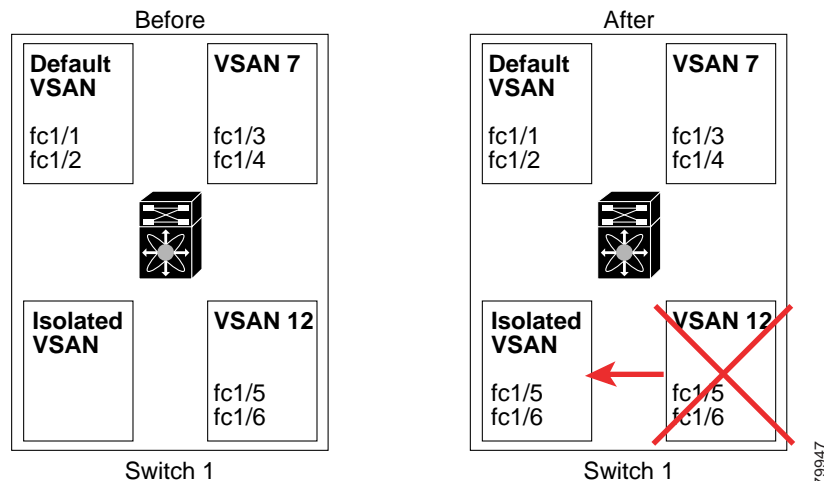 Before
Default
VSAN
fc1/1
fc1/2
VSAN 7
fc1/3
fc1/4
Isolated
VSAN
VSAN 12
fc1/5
fc1/6
Switch 1
After
Default
VSAN
fc1/1
fc1/2
VSAN 7
fc1/3
fc1/4
Isolated
VSAN
fc1/5
fc1/6
VSAN 12
fc1/5
fc1/6
Switch 1
79947